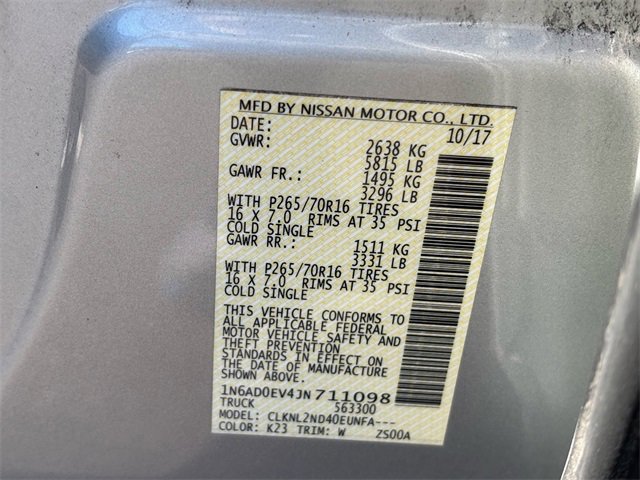 MFD BY NISSAN MOTOR CO., LTD.
DATE: 10/17
GVWR: 2638 KG
5815 LB
GAWR FR.: 1495 KG
3296 LB
WITH P265/70R16 TIRES
16 X 7.0 RIMS AT 35 PSI
COLD SINGLE
GAWR RR.: 1511 KG
3331 LB
WITH P265/70R16 TIRES
16 X 7.0 RIMS AT 35 PSI
COLD SINGLE
THIS VEHICLE CONFORMS TO
ALL APPLICABLE FEDERAL
MOTOR VEHICLE SAFETY AND
THEFT PREVENTION
STANDARDS IN EFFECT ON
THE DATE OF MANUFACTURE
SHOWN ABOVE.
1N6AD0EV4JN711098
TRUCK 563300
MODEL: CLKNL2ND40EUNFA---
COLOR: K23 TRIM: W ZS00A